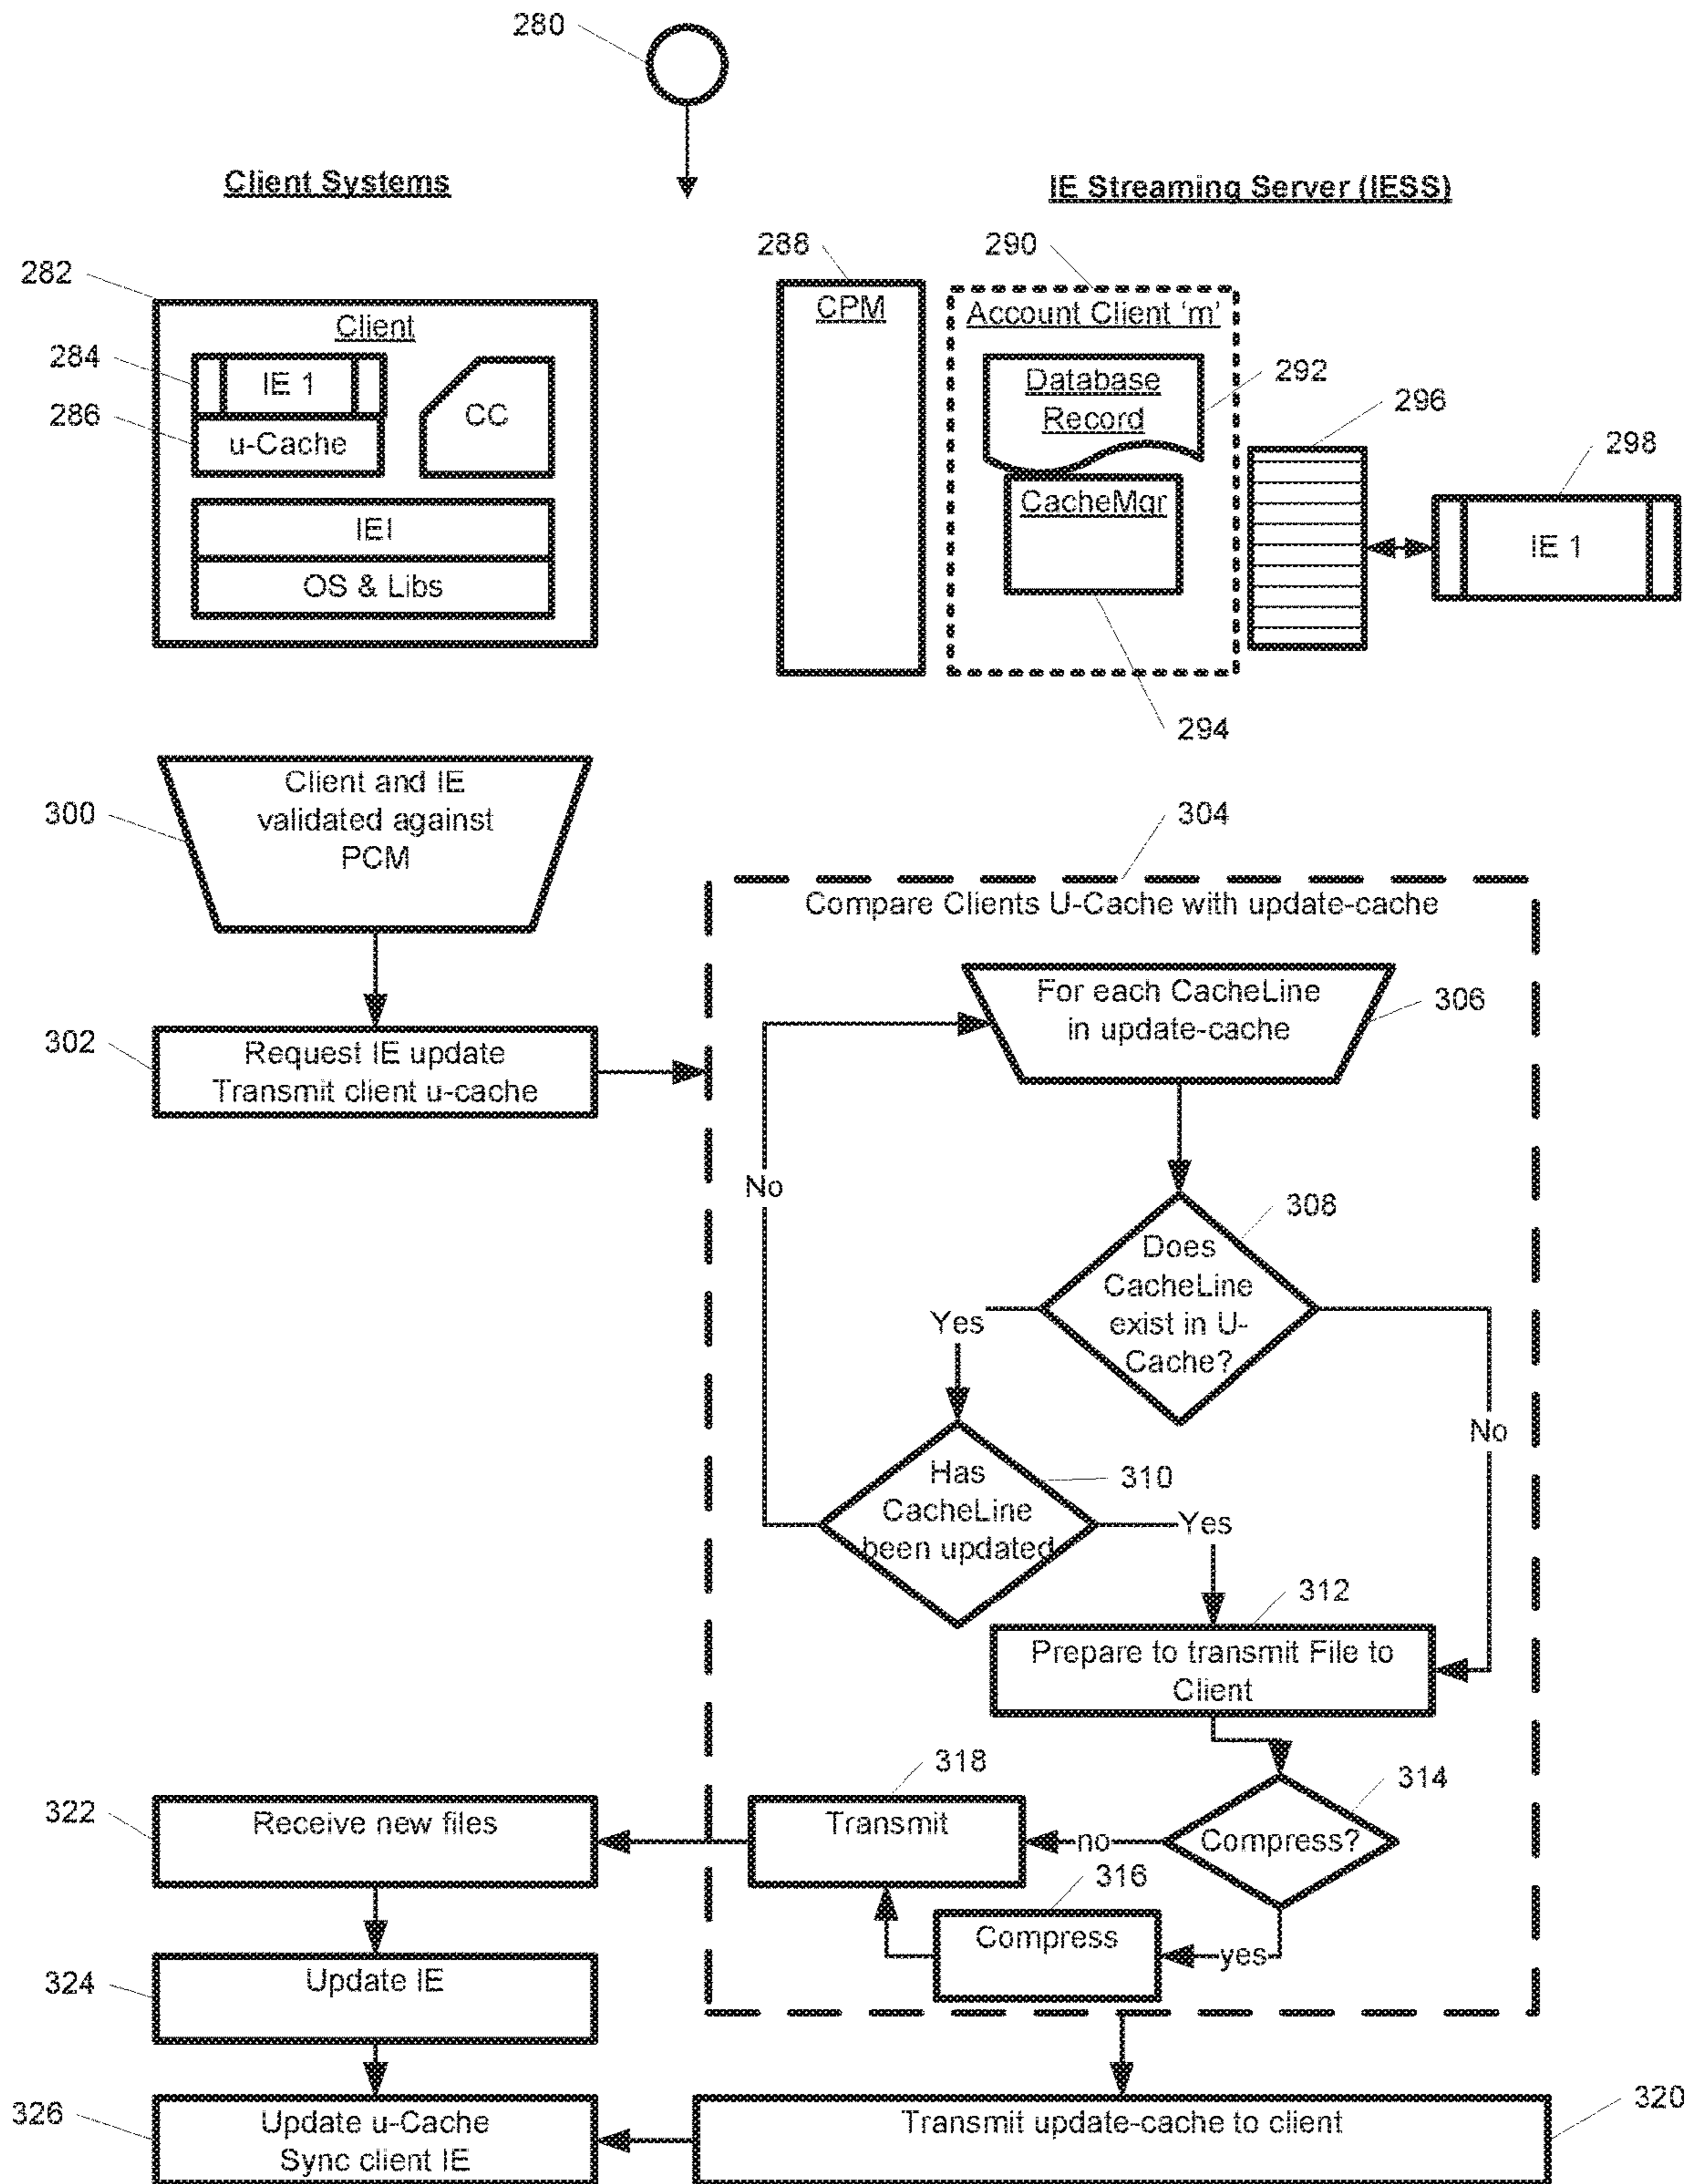 280
Client Systems
IE Streaming Server (IESS)
288
290
282
Client
CPM
Account Client 'm'
284
IE 1
CC
Database
Record
292
286
u-Cache
296
298
CacheMgr
IEI
IE 1
OS & Libs
294
Client and IE
validated against
PCM
300
304
Compare Clients U-Cache with update-cache
For each CacheLine
in update-cache
306
302
Request IE update
Transmit client u-cache
No
308
Does
CacheLine
exist in U-
Cache?
Yes
No
Has
CacheLine
been updated
310
Yes
312
Prepare to transmit File to
Client
318
314
322
Receive new files
Transmit
no
Compress?
316
Compress
yes
324
Update IE
326
Update u-Cache
Sync client IE
Transmit update-cache to client
320